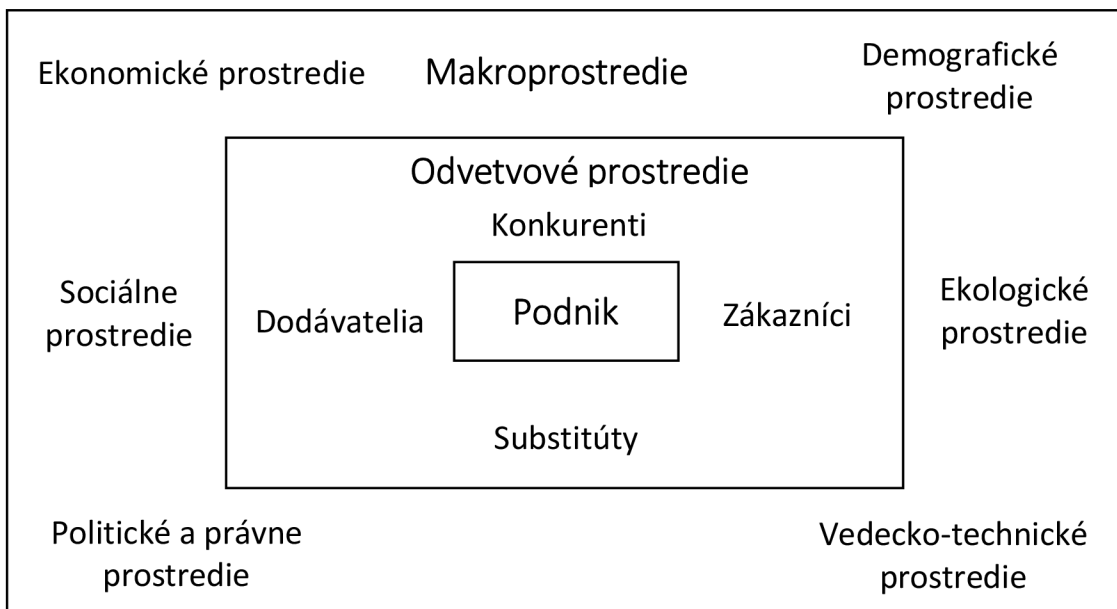 Ekonomické prostredie
Makroprostredie
Demografické
prostredie
Odvetvové prostredie
Konkurenti
Sociálne
prostredie
Dodávatelia
Podnik
Zákazníci
Ekologické
prostredie
Substitúty
Politické a právne
prostredie
Vedecko-technické
prostredie